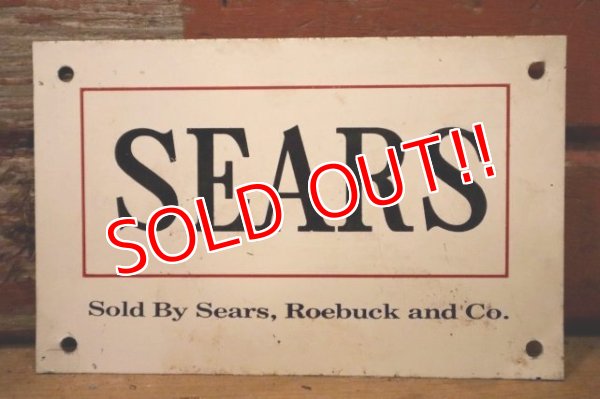 SEARS
SOLD OUT!!
Sold By Sears, Roebuck and Co.